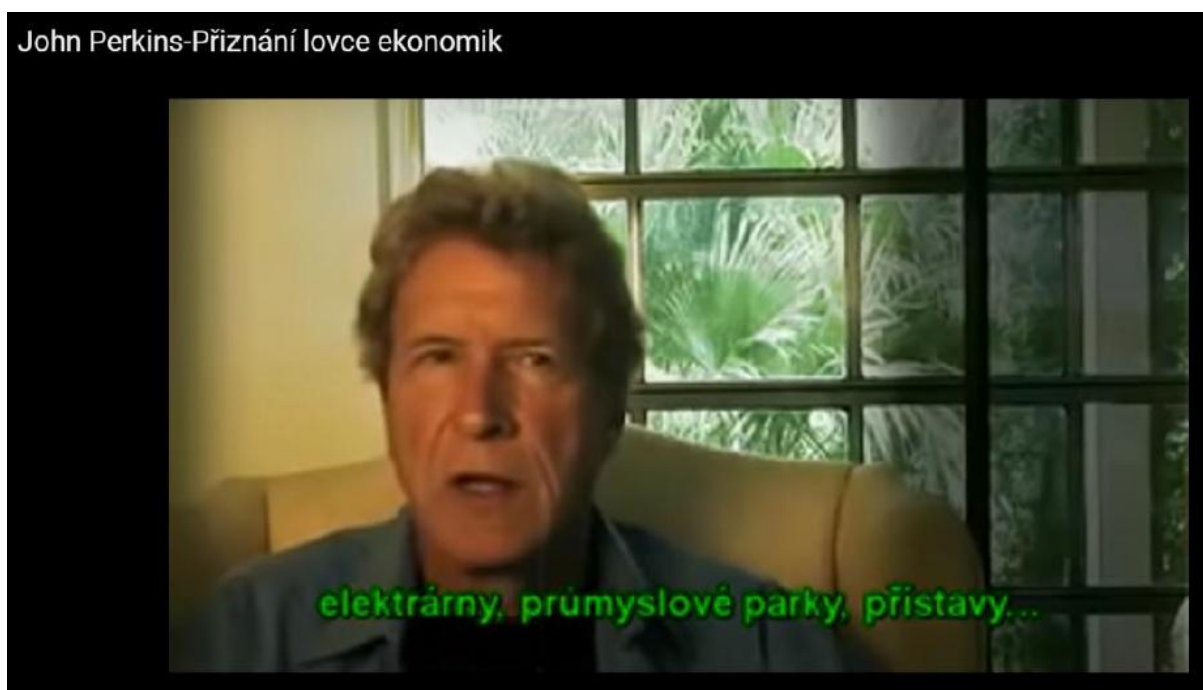 John Perkins-Přiznání lovce ekonomik
elektrárny, průmyslové parky, přístavy...